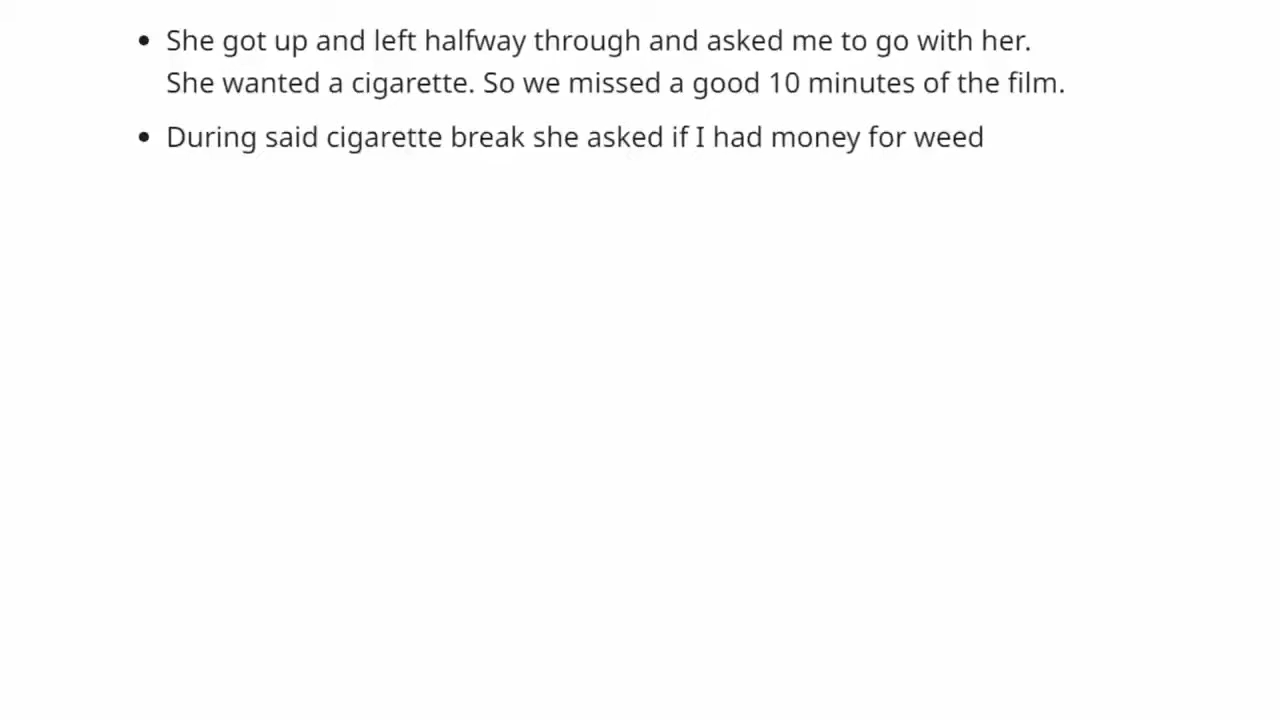 • She got up and left halfway through and asked me to go with her.
She wanted a cigarette. So we missed a good 10 minutes of the film.
• During said cigarette break she asked if I had money for weed